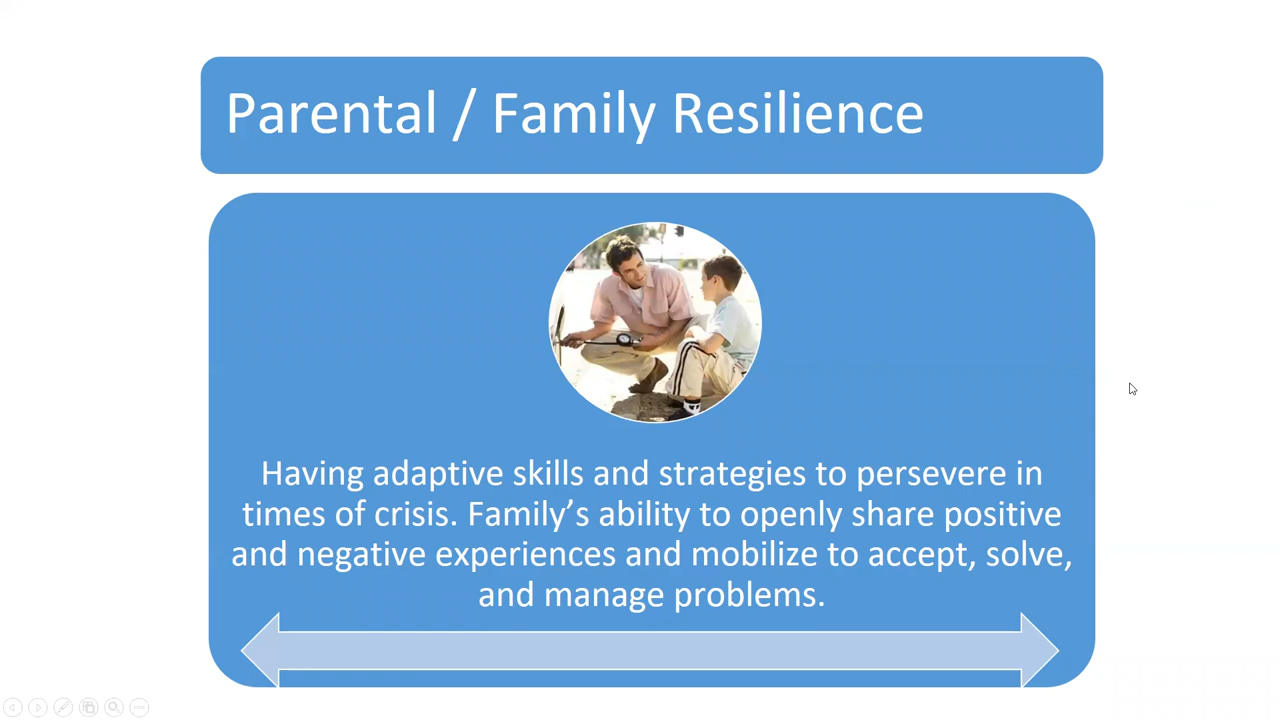 Parental / Family Resilience
Having adaptive skills and strategies to persevere in
times of crisis. Family’s ability to openly share positive
and negative experiences and mobilize to accept, solve,
and manage problems.